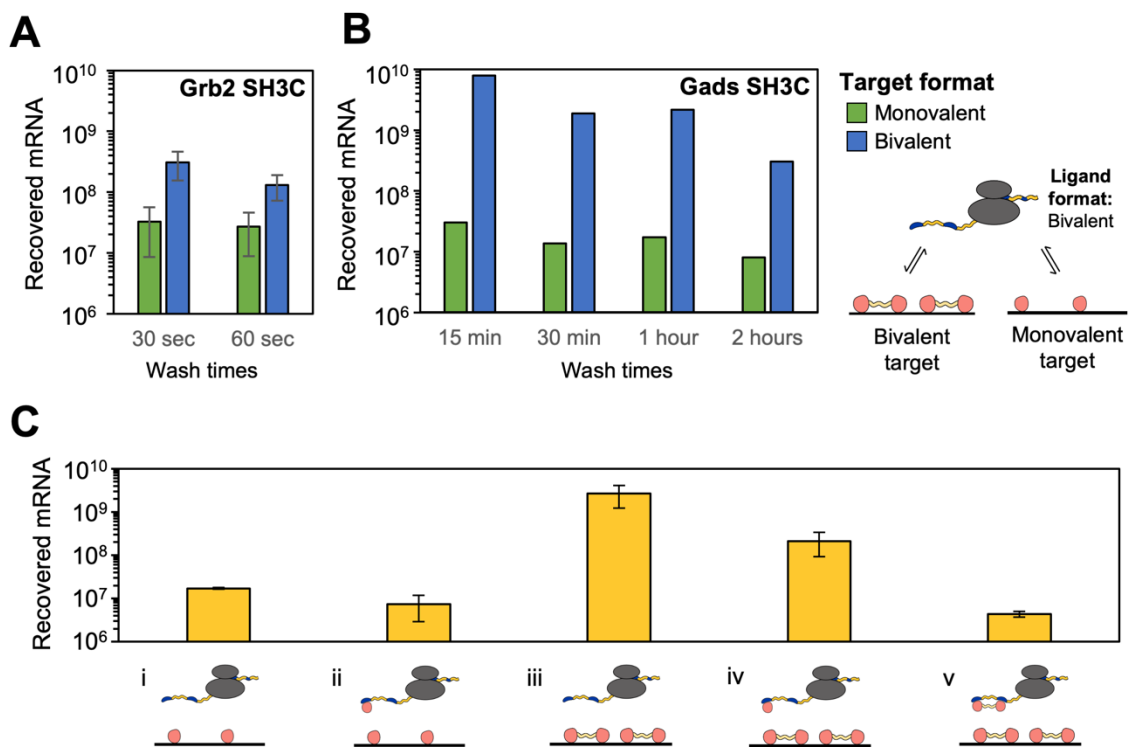 A
Grb2 SH3C
Recovered mRNA
10^10
10^9
10^8
10^7
10^6
30 sec
60 sec
Wash times
B
Gads SH3C
Recovered mRNA
10^10
10^9
10^8
10^7
10^6
15 min
30 min
1 hour
2 hours
Wash times
Target format
Monovalent
Bivalent
Ligand
format:
Bivalent
Bivalent
target
Monovalent
target
C
Recovered mRNA
10^10
10^9
10^8
10^7
10^6
i
ii
iii
iv
v